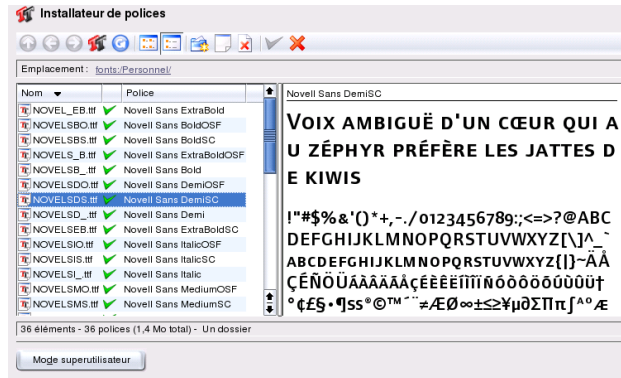 Installateur de polices
Emplacement : fonts:/Personnel/
Nom Police
NOVEL_EB.ttf Novell Sans ExtraBold
NOVELSBO.ttf Novell Sans BoldOSF
NOVELSBS.ttf Novell Sans BoldSC
NOVELS_B.ttf Novell Sans ExtraBoldOSF
NOVELSB_.ttf Novell Sans Bold
NOVELSDO.ttf Novell Sans DemiOSF
NOVELSDS.ttf Novell Sans DemiSC
NOVELSD_.ttf Novell Sans Demi
NOVELSEB.ttf Novell Sans ExtraBoldSC
NOVELSIO.ttf Novell Sans ItalicOSF
NOVELSIS.ttf Novell Sans ItalicSC
NOVELSI_.ttf Novell Sans Italic
NOVELSMO.ttf Novell Sans MediumOSF
NOVELSMS.ttf Novell Sans MediumSC
Novell Sans DemiSC
VOIX AMBIGUË D'UN CŒUR QUI A
U ZÉPHYR PRÉFÈRE LES JATTES D
E KIWIS
!"#$%&'()*+,-./0123456789:;<=>?@ABC
DEFGHIJKLMNOPQRSTUVWXYZ[\]^_`
ABCDEFGHIJKLMNOPQRSTUVWXYZ{|}~ÄÅ
ÇÉÑÖÜÁÀÂÄÃÅÇÉÈÊËÍÌÎÏÑÓÒÔÖÕÚÙÛÜ†
°¢£§•¶SS®©™´¨≠ÆØ∞±≤≥¥µ∂ΣΠπ∫ªºÆ
36 éléments - 36 polices (1,4 Mo total) - Un dossier
Mode superutilisateur